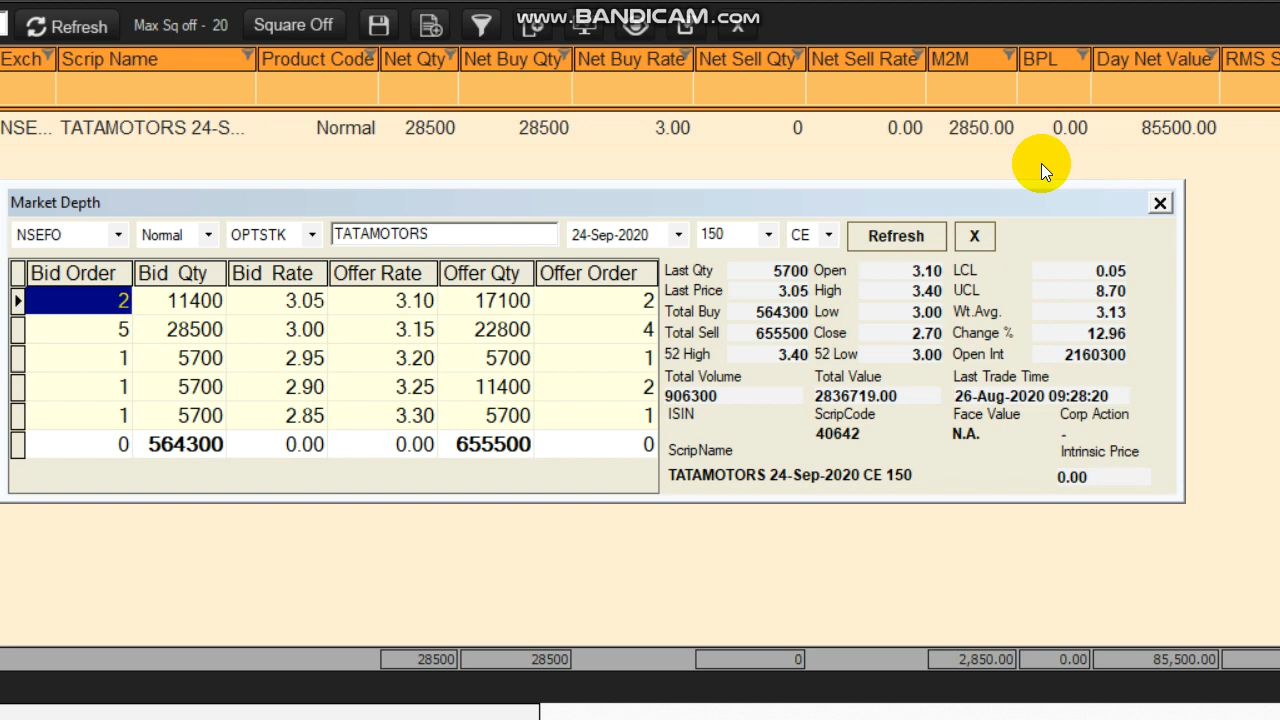 www.BANDICAM.com
Refresh Max Sq off - 20 Square Off
Exch Scrip Name Product Code Net Qty Net Buy Qty Net Buy Rate Net Sell Qty Net Sell Rate M2M BPL Day Net Value RMS S
NSE... TATAMOTORS 24-S... Normal 28500 28500 3.00 0 0.00 2850.00 0.00 85500.00
Market Depth
NSEFO Normal OPTSTK TATAMOTORS 24-Sep-2020 150 CE Refresh X
Bid Order Bid Qty Bid Rate Offer Rate Offer Qty Offer Order
2 11400 3.05 3.10 17100 2
5 28500 3.00 3.15 22800 4
1 5700 2.95 3.20 5700 1
1 5700 2.90 3.25 11400 2
1 5700 2.85 3.30 5700 1
0 564300 0.00 0.00 655500 0
Last Qty 5700 Open 3.10 LCL 0.05
Last Price 3.05 High 3.40 UCL 8.70
Total Buy 564300 Low 3.00 Wt.Avg. 3.13
Total Sell 655500 Close 2.70 Change % 12.96
52 High 3.40 52 Low 3.00 Open Int 2160300
Total Volume Total Value Last Trade Time
906300 2836719.00 26-Aug-2020 09:28:20
ISIN ScripCode Face Value Corp Action
40642 N.A. -
ScripName Intrinsic Price
TATAMOTORS 24-Sep-2020 CE 150 0.00
28500 28500 0 2,850.00 0.00 85,500.00